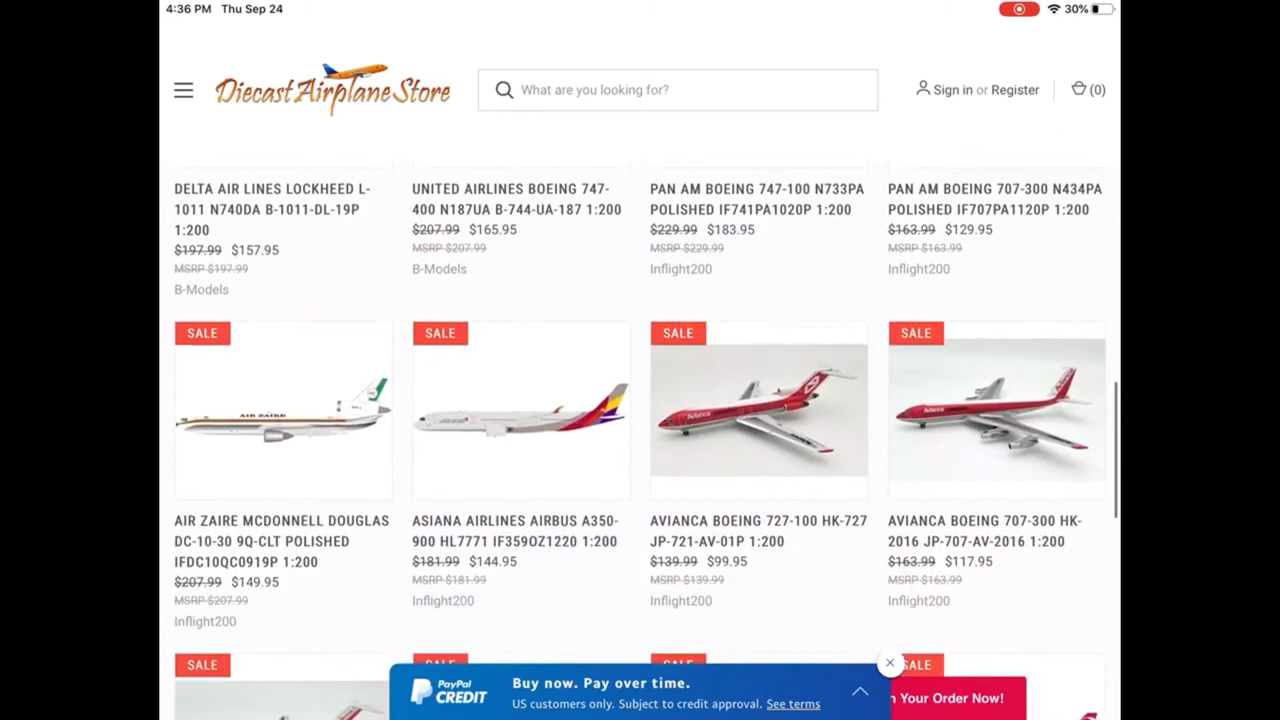 4:36 PM Thu Sep 24
30%
Diecast Airplane Store
What are you looking for?
Sign in or Register
(0)
DELTA AIR LINES LOCKHEED L-
1011 N740DA B-1011-DL-19P
1:200
$197.99 $157.95
MSRP $197.99
B-Models
UNITED AIRLINES BOEING 747-
400 N187UA B-744-UA-187 1:200
$207.99 $165.95
MSRP $207.99
B-Models
PAN AM BOEING 747-100 N733PA
POLISHED IF741PA1020P 1:200
$229.99 $183.95
MSRP $229.99
Inflight200
PAN AM BOEING 707-300 N434PA
POLISHED IF707PA1120P 1:200
$163.99 $129.95
MSRP $163.99
Inflight200
SALE
SALE
SALE
SALE
AIR ZAIRE
Avianca
AIR ZAIRE MCDONNELL DOUGLAS
DC-10-30 9Q-CLT POLISHED
IFDC10QC0919P 1:200
$207.99 $149.95
MSRP $207.99
Inflight200
ASIANA AIRLINES AIRBUS A350-
900 HL7771 IF359OZ1220 1:200
$181.99 $144.95
MSRP $181.99
Inflight200
AVIANCA BOEING 727-100 HK-727
JP-721-AV-01P 1:200
$139.99 $99.95
MSRP $139.99
Inflight200
AVIANCA BOEING 707-300 HK-
2016 JP-707-AV-2016 1:200
$163.99 $117.95
MSRP $163.99
Inflight200
SALE
SALE
SALE
SALE
PayPal
CREDIT
Buy now. Pay over time.
US customers only. Subject to credit approval. See terms
n Your Order Now!